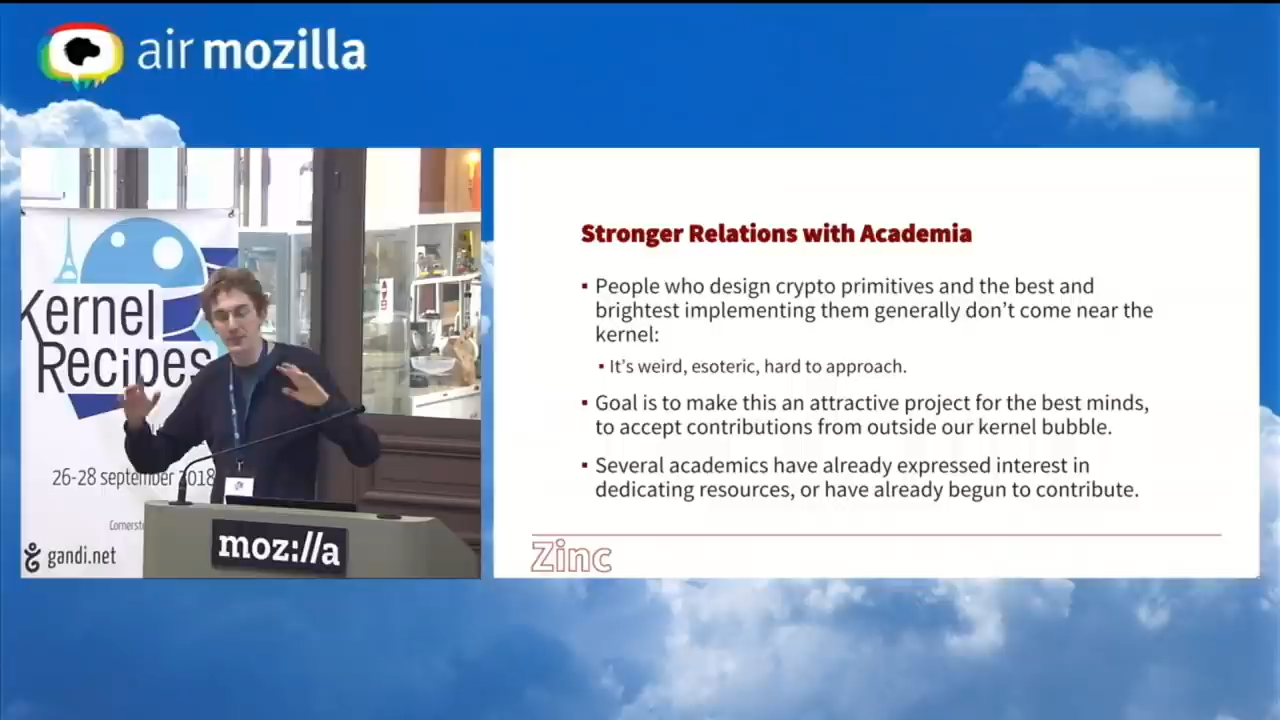 air mozilla
Kernel
Recipes
26-28 september 2018
Cornerst
gandi.net
moz://a
Stronger Relations with Academia
▪ People who design crypto primitives and the best and
brightest implementing them generally don’t come near the
kernel:
▪ It’s weird, esoteric, hard to approach.
▪ Goal is to make this an attractive project for the best minds,
to accept contributions from outside our kernel bubble.
▪ Several academics have already expressed interest in
dedicating resources, or have already begun to contribute.
Zinc